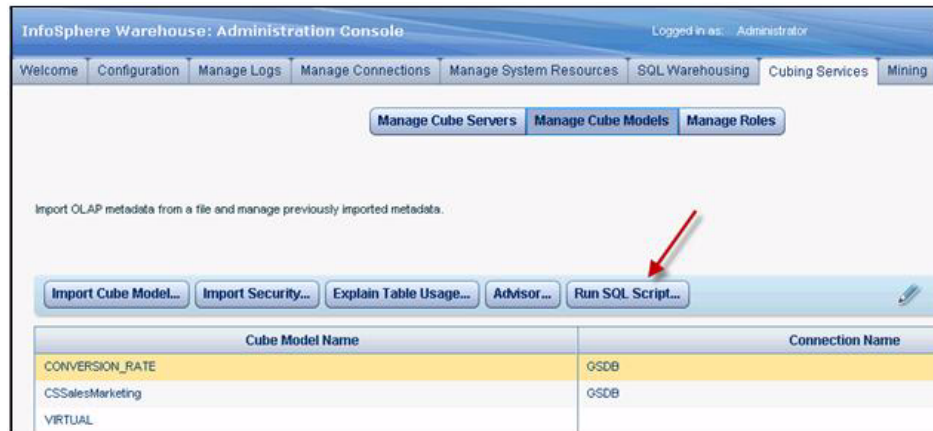 InfoSphere Warehouse: Administration Console Logged in as: Administrator
Welcome Configuration Manage Logs Manage Connections Manage System Resources SQL Warehousing Cubing Services Mining
Manage Cube Servers Manage Cube Models Manage Roles
Import OLAP metadata from a file and manage previously imported metadata.
Import Cube Model... Import Security... Explain Table Usage... Advisor... Run SQL Script...
Cube Model Name Connection Name
CONVERSION_RATE GSDB
CSSalesMarketing GSDB
VIRTUAL